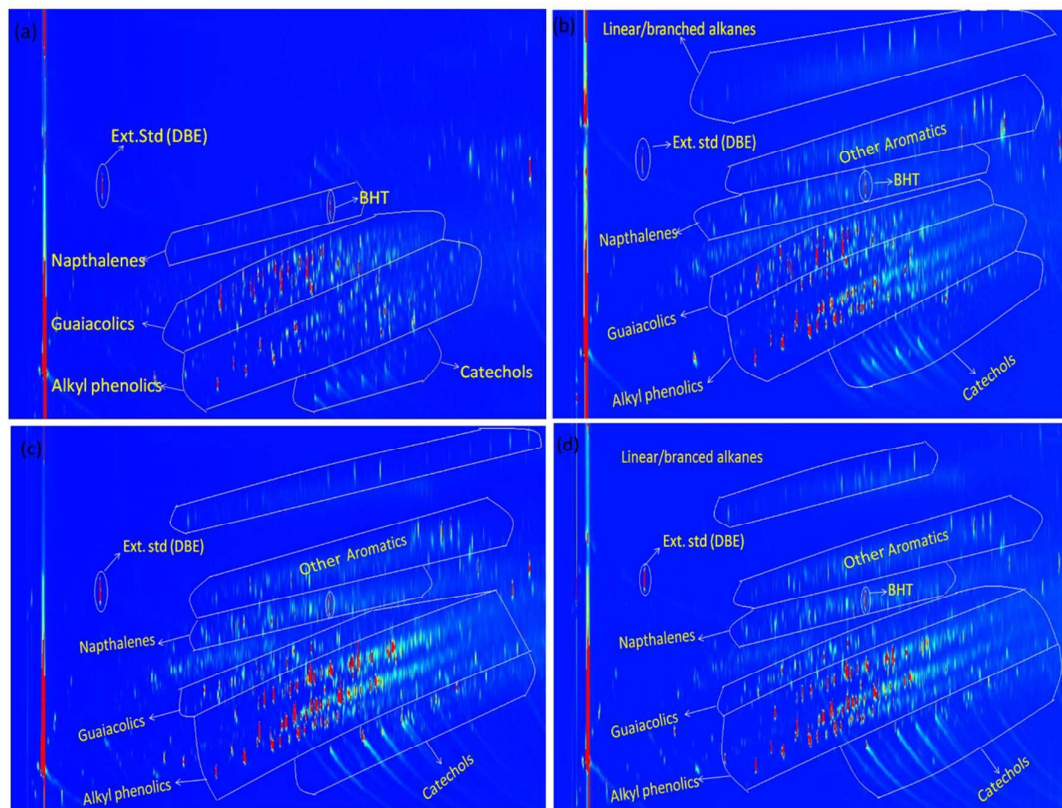 (a)
Ext.Std (DBE)
BHT
Napthalenes
Guaiacolics
Alkyl phenolics
Catechols
(b)
Linear/branched alkanes
Ext. std (DBE)
Other Aromatics
BHT
Napthalenes
Guaiacolics
Alkyl phenolics
Catechols
(c)
Ext. std (DBE)
Other Aromatics
Napthalenes
Guaiacolics
Alkyl phenolics
Catechols
(d)
Linear/branced alkanes
Ext. std (DBE)
Other Aromatics
BHT
Napthalenes
Guaiacolics
Alkyl phenolics
Catechols